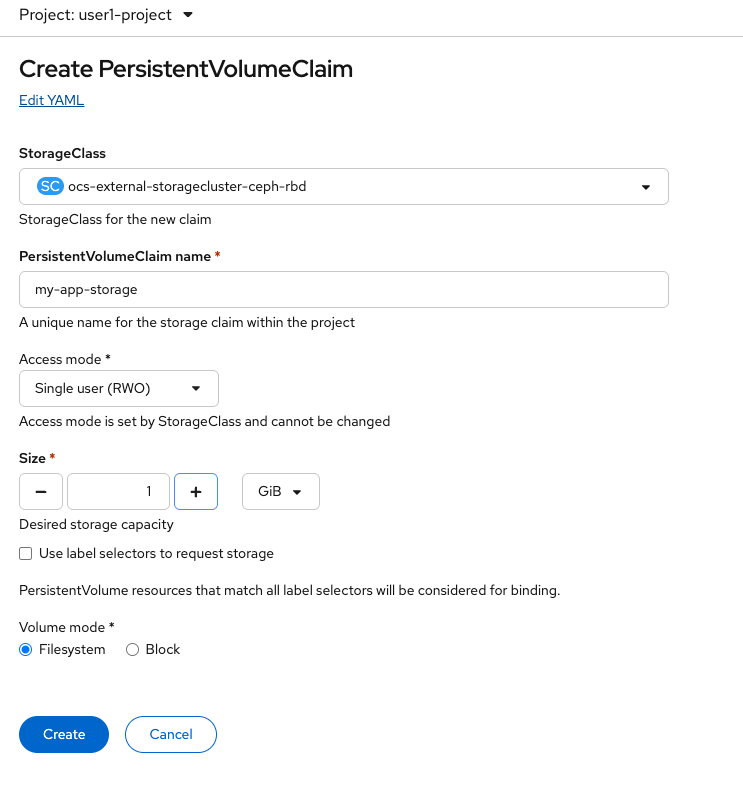 Project: user1-project
Create PersistentVolumeClaim
Edit YAML
StorageClass
SC ocs-external-storagecluster-ceph-rbd
StorageClass for the new claim
PersistentVolumeClaim name *
my-app-storage
A unique name for the storage claim within the project
Access mode *
Single user (RWO)
Access mode is set by StorageClass and cannot be changed
Size *
− 1 + GiB
Desired storage capacity
Use label selectors to request storage
PersistentVolume resources that match all label selectors will be considered for binding.
Volume mode *
Filesystem Block
Create Cancel